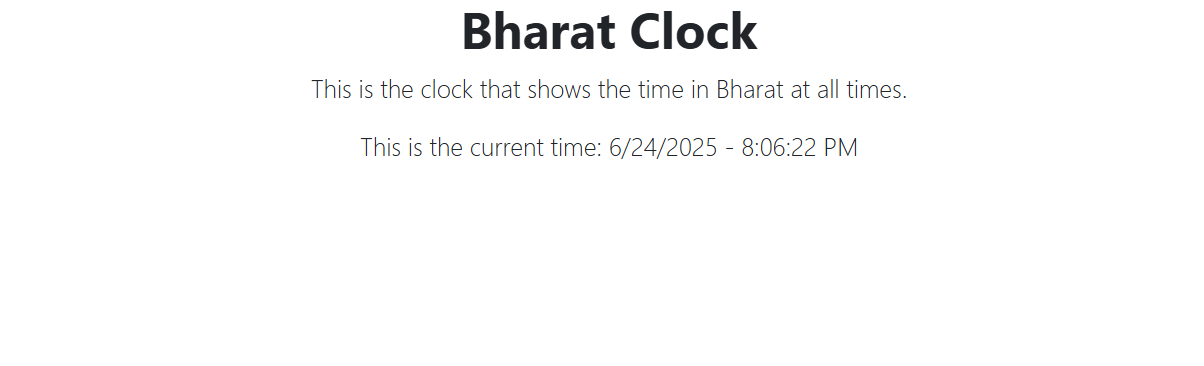 Bharat Clock
This is the clock that shows the time in Bharat at all times.
This is the current time: 6/24/2025 - 8:06:22 PM